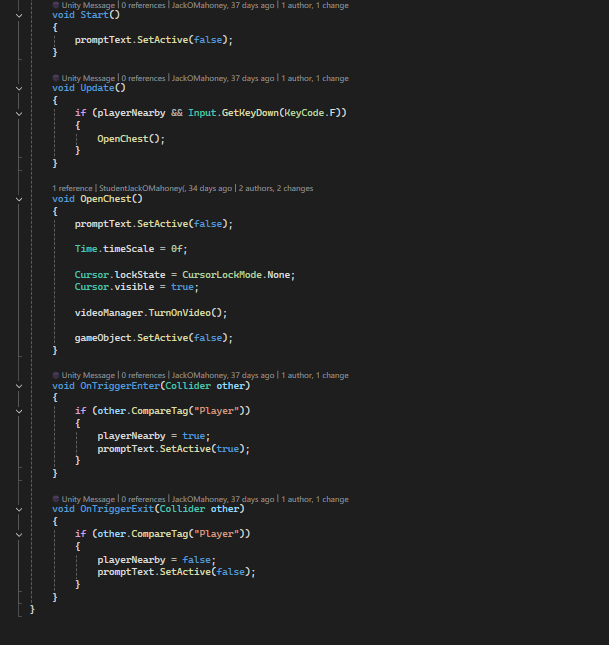 Unity Message | 0 references | JackOMahoney, 37 days ago | 1 author, 1 change
void Start()
{
promptText.SetActive(false);
}
Unity Message | 0 references | JackOMahoney, 37 days ago | 1 author, 1 change
void Update()
{
if (playerNearby && Input.GetKeyDown(KeyCode.F))
{
OpenChest();
}
}
1 reference | StudentJackOMahoney(, 34 days ago | 2 authors, 2 changes
void OpenChest()
{
promptText.SetActive(false);
Time.timeScale = 0f;
Cursor.lockState = CursorLockMode.None;
Cursor.visible = true;
videoManager.TurnOnVideo();
gameObject.SetActive(false);
}
Unity Message | 0 references | JackOMahoney, 37 days ago | 1 author, 1 change
void OnTriggerEnter(Collider other)
{
if (other.CompareTag("Player"))
{
playerNearby = true;
promptText.SetActive(true);
}
}
Unity Message | 0 references | JackOMahoney, 37 days ago | 1 author, 1 change
void OnTriggerExit(Collider other)
{
if (other.CompareTag("Player"))
{
playerNearby = false;
promptText.SetActive(false);
}
}
}